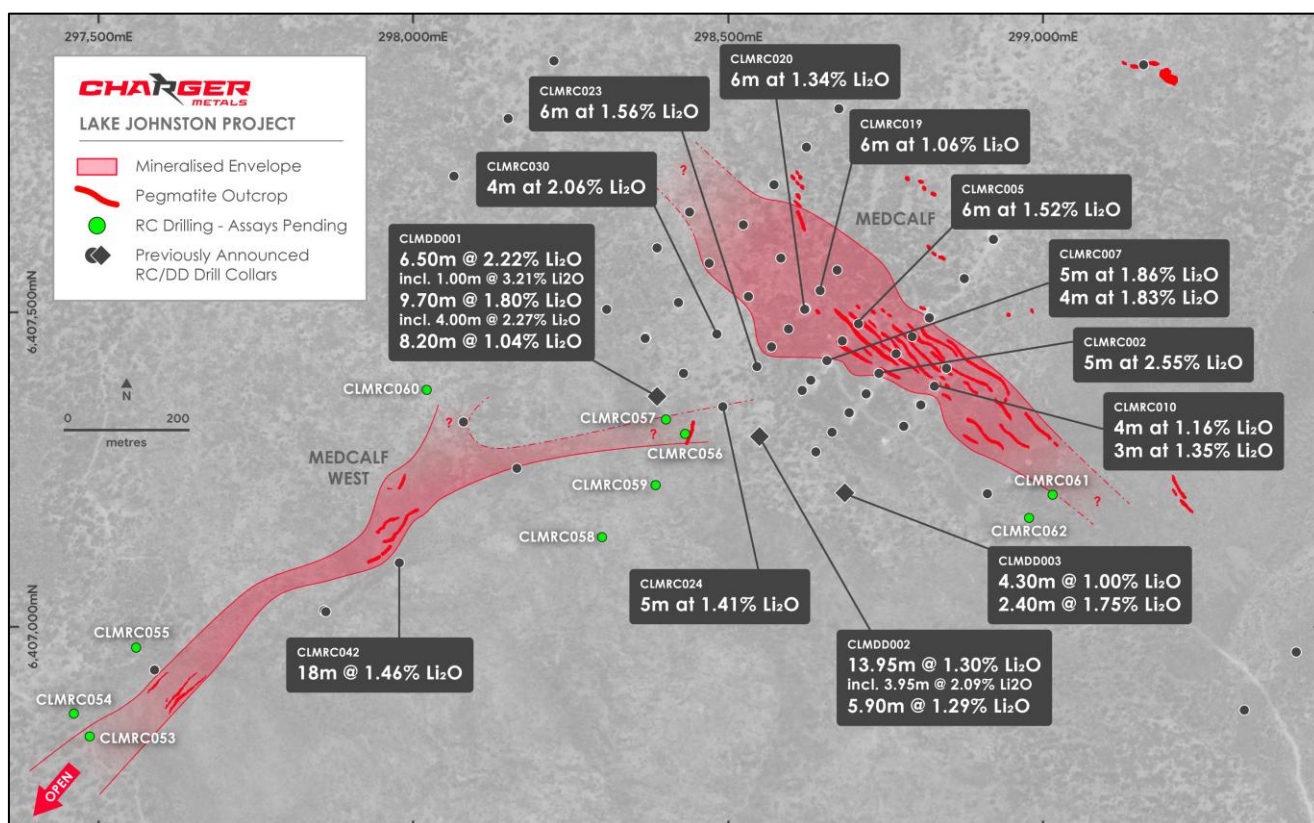 297,500mE
298,000mE
298,500mE
299,000mE
CHARGER
METALS
LAKE JOHNSTON PROJECT
Mineralised Envelope
Pegmatite Outcrop
RC Drilling - Assays Pending
Previously Announced
RC/DD Drill Collars
CLMRC020
6m at 1.34% Li₂O
CLMRC023
6m at 1.56% Li₂O
CLMRC019
6m at 1.06% Li₂O
CLMRC030
4m at 2.06% Li₂O
CLMRC005
6m at 1.52% Li₂O
?
MEDCALF
CLMDD001
6.50m @ 2.22% Li₂O
incl. 1.00m @ 3.21% Li2O
9.70m @ 1.80% Li₂O
incl. 4.00m @ 2.27% Li₂O
8.20m @ 1.04% Li₂O
CLMRC007
5m at 1.86% Li₂O
4m at 1.83% Li₂O
6,407,500mN
CLMRC002
5m at 2.55% Li₂O
N
0 200
metres
CLMRC060
CLMRC057
?
?
CLMRC056
CLMRC010
4m at 1.16% Li₂O
3m at 1.35% Li₂O
MEDCALF
WEST
CLMRC059
CLMRC061
?
CLMRC062
CLMRC058
CLMRC024
5m at 1.41% Li₂O
CLMDD003
4.30m @ 1.00% Li₂O
2.40m @ 1.75% Li₂O
6,407,000mN
CLMRC055
CLMRC042
18m @ 1.46% Li₂O
CLMDD002
13.95m @ 1.30% Li₂O
incl. 3.95m @ 2.09% Li2O
5.90m @ 1.29% Li₂O
CLMRC054
CLMRC053
OPEN